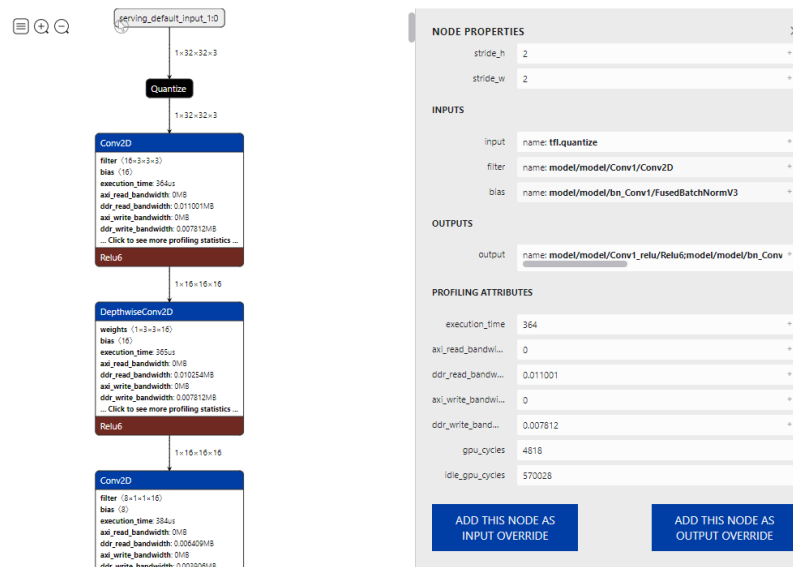 serving_default_input_1:0
1×32×32×3
Quantize
1×32×32×3
Conv2D
filter ⟨16×3×3×3⟩
bias ⟨16⟩
execution_time: 364us
axi_read_bandwidth: 0MB
ddr_read_bandwidth: 0.011001MB
axi_write_bandwidth: 0MB
ddr_write_bandwidth: 0.007812MB
... Click to see more profiling statistics ...
Relu6
1×16×16×16
DepthwiseConv2D
weights ⟨1×3×3×16⟩
bias ⟨16⟩
execution_time: 365us
axi_read_bandwidth: 0MB
ddr_read_bandwidth: 0.010254MB
axi_write_bandwidth: 0MB
ddr_write_bandwidth: 0.007812MB
... Click to see more profiling statistics ...
Relu6
1×16×16×16
Conv2D
filter ⟨8×1×1×16⟩
bias ⟨8⟩
execution_time: 384us
axi_read_bandwidth: 0MB
ddr_read_bandwidth: 0.006409MB
axi_write_bandwidth: 0MB
ddr_write_bandwidth: 0.003906MB
NODE PROPERTIES
stride_h 2 +
stride_w 2 +
INPUTS
input name: tfl.quantize +
filter name: model/model/Conv1/Conv2D +
bias name: model/model/bn_Conv1/FusedBatchNormV3 +
OUTPUTS
output name: model/model/Conv1_relu/Relu6;model/model/bn_Conv +
PROFILING ATTRIBUTES
execution_time 364 +
axi_read_bandwi... 0 +
ddr_read_bandw... 0.011001 +
axi_write_bandwi... 0 +
ddr_write_band... 0.007812 +
gpu_cycles 4818
idle_gpu_cycles 570028
ADD THIS NODE AS
INPUT OVERRIDE
ADD THIS NODE AS
OUTPUT OVERRIDE